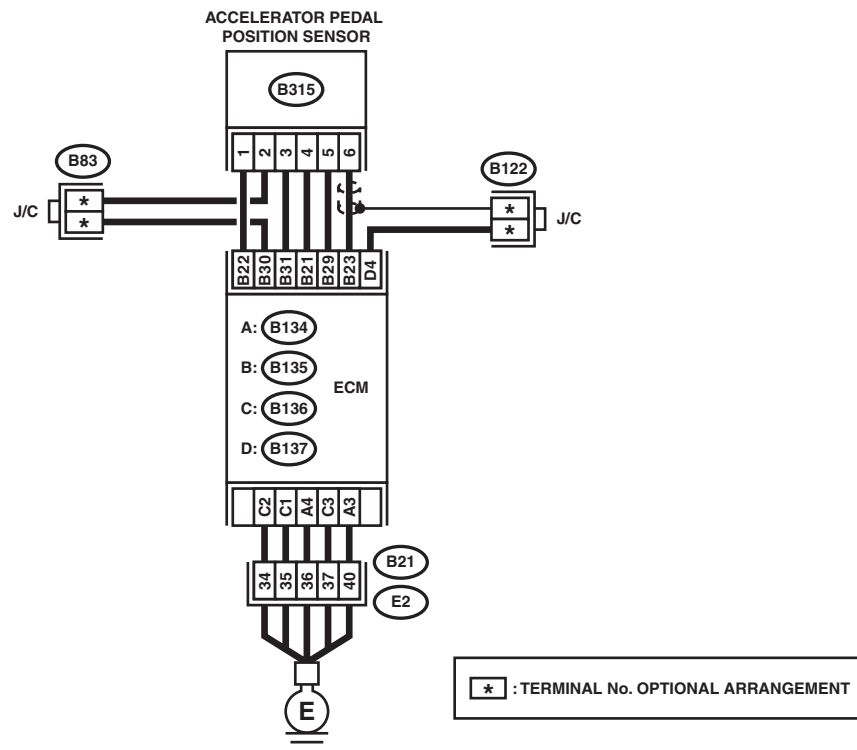 ACCELERATOR PEDAL
POSITION SENSOR
B315
1 2 3 4 5 6
B83
B122
J/C
*
*
*
*
J/C
B22 B30 B31 B21 B29 B23 D4
A: B134
B: B135
ECM
C: B136
D: B137
C2 C1 A4 C3 A3
B21
34 35 36 37 40
E2
E
* : TERMINAL No. OPTIONAL ARRANGEMENT